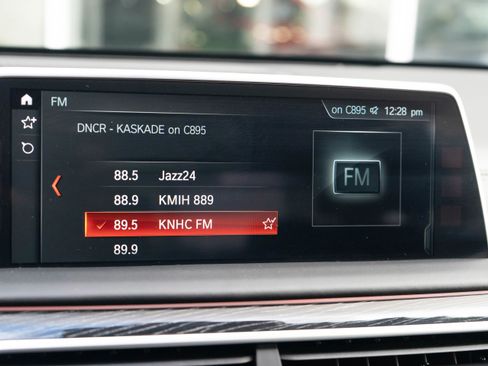 FM
on C895 12:28 pm
DNCR - KASKADE on C895
88.5 Jazz24
88.9 KMIH 889
89.5 KNHC FM
89.9
FM